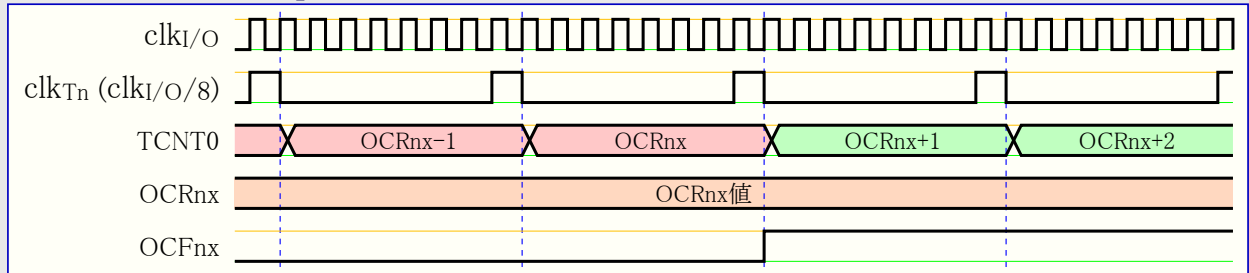 clkI/O
clkTn (clkI/O/8)
TCNT0 OCRnx-1 OCRnx OCRnx+1 OCRnx+2
OCRnx OCRnx値
OCFnx